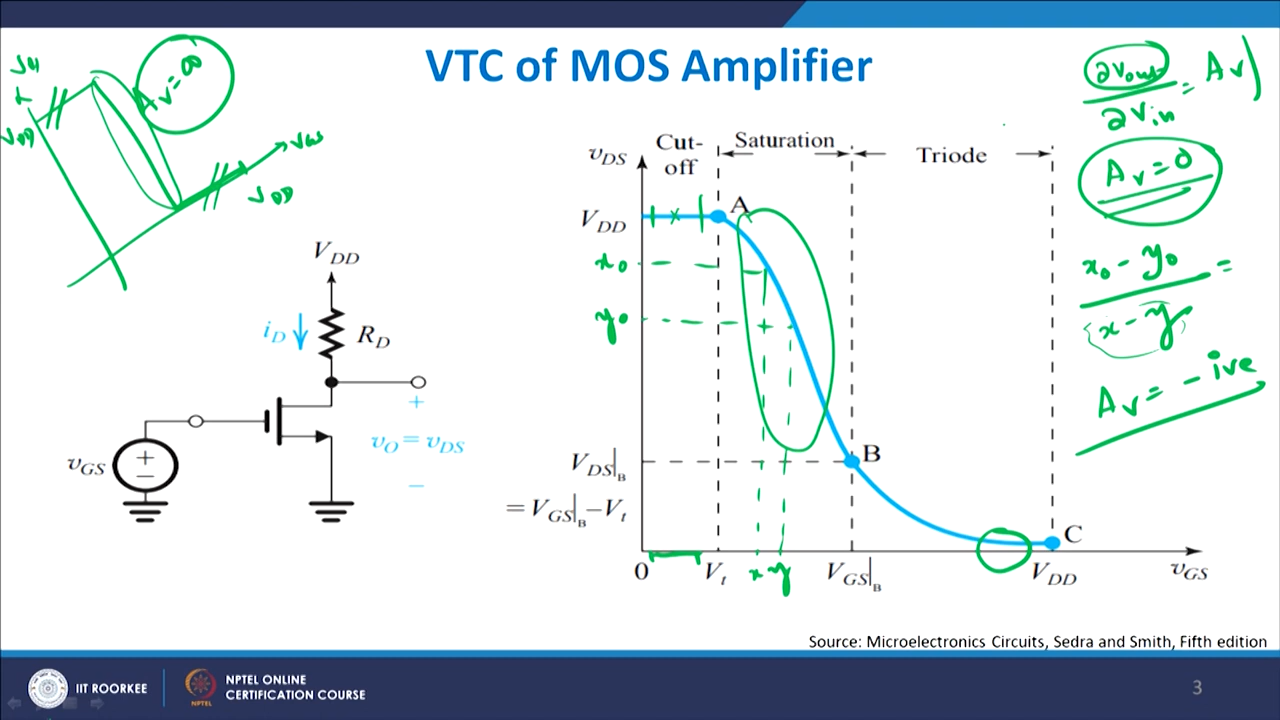 VTC of MOS Amplifier
Av = ∞
VDD
VDD
∂Vout
∂Vin
= Av
Av = 0
x0 - y0
x - y
=
Av = -ive
Cut-
off
Saturation
Triode
vDS
VDD
x0
y0
A
B
C
VDS|B
= VGS|B–Vt
0
Vt
x
y
VGS|B
VDD
vGS
VDD
iD
RD
+
vO = vDS
–
vGS
+
–
Source: Microelectronics Circuits, Sedra and Smith, Fifth edition
IIT ROORKEE
NPTEL ONLINE
CERTIFICATION COURSE
NPTEL
3